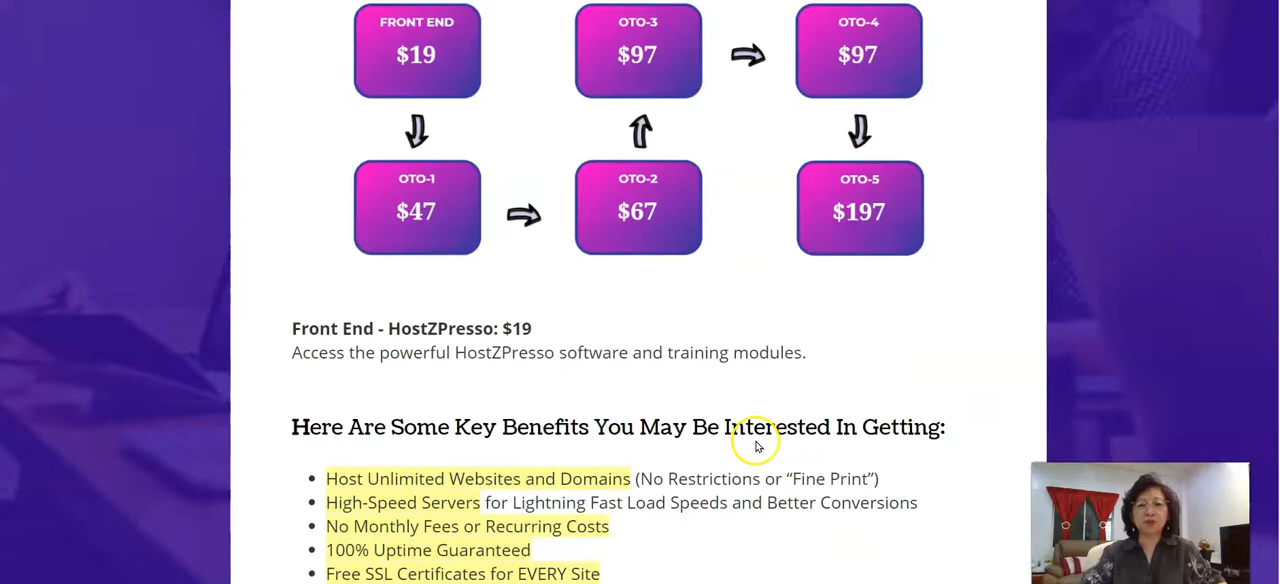 FRONT END
$19
OTO-3
$97
OTO-4
$97
OTO-1
$47
OTO-2
$67
OTO-5
$197
Front End - HostZPresso: $19
Access the powerful HostZPresso software and training modules.
Here Are Some Key Benefits You May Be Interested In Getting:
Host Unlimited Websites and Domains (No Restrictions or “Fine Print”)
High-Speed Servers for Lightning Fast Load Speeds and Better Conversions
No Monthly Fees or Recurring Costs
100% Uptime Guaranteed
Free SSL Certificates for EVERY Site